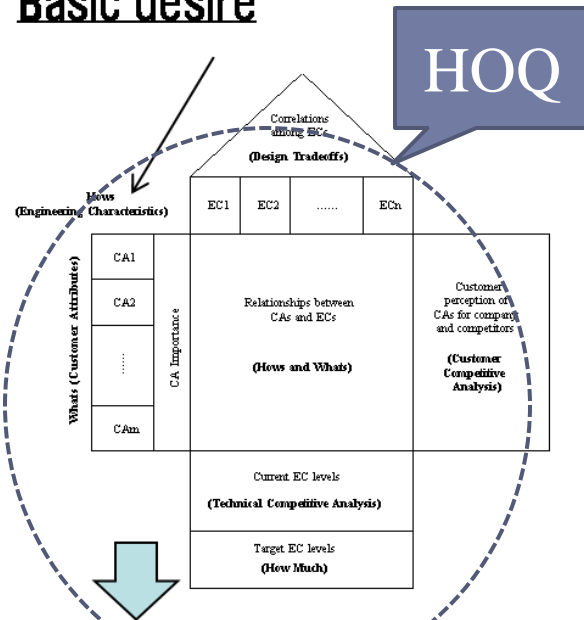 Basic desire
HOQ
Correlations
among ECs
(Design Tradeoffs)
Hows
(Engineering Characteristics)
EC1
EC2
......
ECn
Whats (Customer Attributes)
CA1
CA2
......
CAm
CA Importance
Relationships between
CAs and ECs
(Hows and Whats)
Customer
perception of
CAs for company
and competitors
(Customer
Competitive
Analysis)
Current EC levels
(Technical Competitive Analysis)
Target EC levels
(How Much)